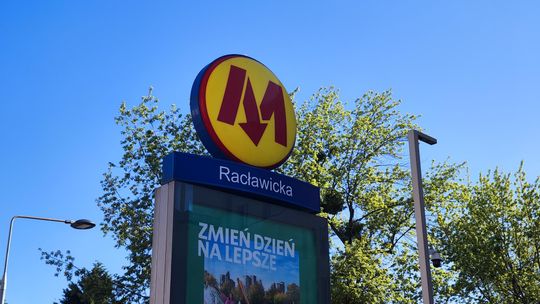 M
Racławicka
ZMIEŃ DZIEŃ
NA LEPSZE